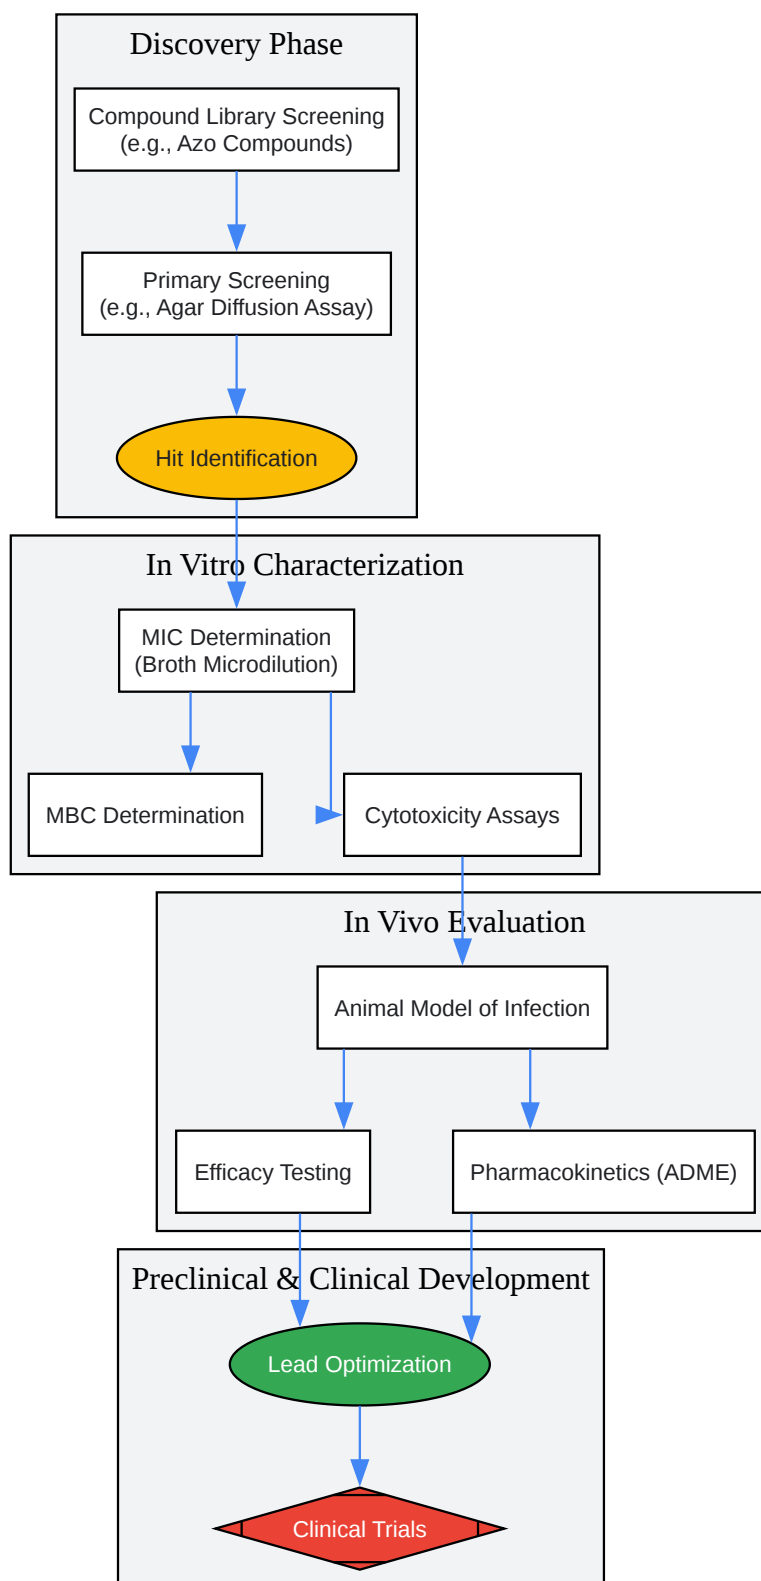 Discovery Phase
Compound Library Screening
(e.g., Azo Compounds)
Primary Screening
(e.g., Agar Diffusion Assay)
Hit Identification
In Vitro Characterization
MIC Determination
(Broth Microdilution)
MBC Determination
Cytotoxicity Assays
In Vivo Evaluation
Animal Model of Infection
Efficacy Testing
Pharmacokinetics (ADME)
Preclinical & Clinical Development
Lead Optimization
Clinical Trials